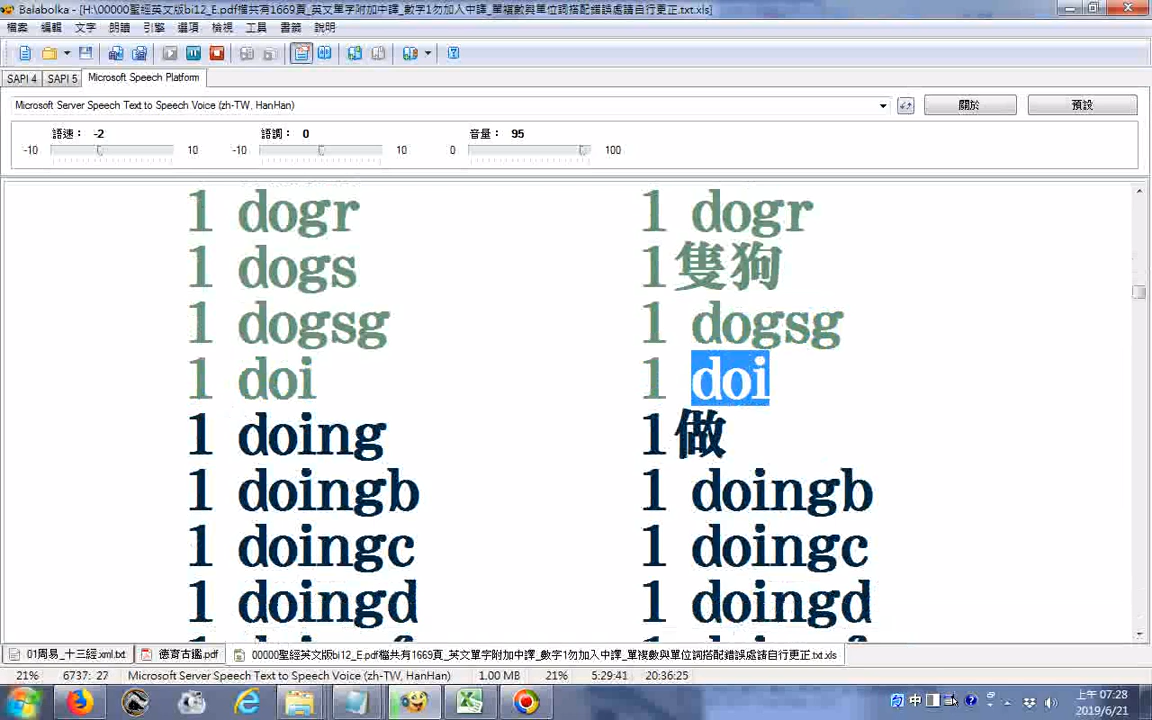 Balabolka - [H:\00000聖經英文版bi12_E.pdf檔共有1669頁_英文單字附加中譯_數字1勿加入中譯_單複數與單位詞搭配錯誤處請自行更正.txt.xls]
檔案 編輯 文字 朗讀 引擎 選項 檢視 工具 書籤 說明
SAPI 4 SAPI 5 Microsoft Speech Platform
Microsoft Server Speech Text to Speech Voice (zh-TW, HanHan) 關於 預設
語速： -2 語調： 0 音量： 95
-10 10 -10 10 0 100
1 dogr 1 dogr
1 dogs 1隻狗
1 dogsg 1 dogsg
1 doi 1 doi
1 doing 1做
1 doingb 1 doingb
1 doingc 1 doingc
1 doingd 1 doingd
01周易_十三經.xml.txt 德育古鑑.pdf 00000聖經英文版bi12_E.pdf檔共有1669頁_英文單字附加中譯_數字1勿加入中譯_單複數與單位詞搭配錯誤處請自行更正.txt.xls
21% 6737: 27 Microsoft Server Speech Text to Speech Voice (zh-TW, HanHan) 1.00 MB 21% 5:29:41 20:36:25
中 上午 07:28
2019/6/21